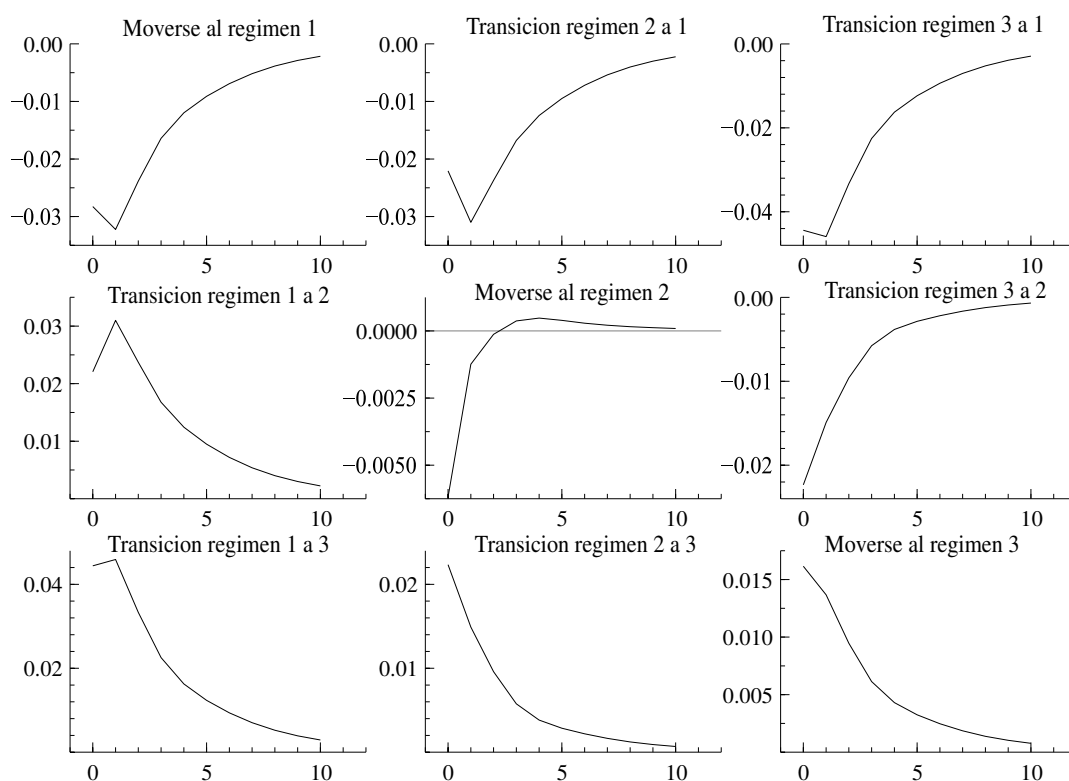 Moverse al regimen 1
0.00
−0.01
−0.02
−0.03
0 5 10
Transicion regimen 2 a 1
0.00
−0.01
−0.02
−0.03
0 5 10
Transicion regimen 3 a 1
0.00
−0.02
−0.04
0 5 10
Transicion regimen 1 a 2
0.03
0.02
0.01
0 5 10
Moverse al regimen 2
0.0000
−0.0025
−0.0050
0 5 10
Transicion regimen 3 a 2
0.00
−0.01
−0.02
0 5 10
Transicion regimen 1 a 3
0.04
0.02
0 5 10
Transicion regimen 2 a 3
0.02
0.01
0 5 10
Moverse al regimen 3
0.015
0.010
0.005
0 5 10